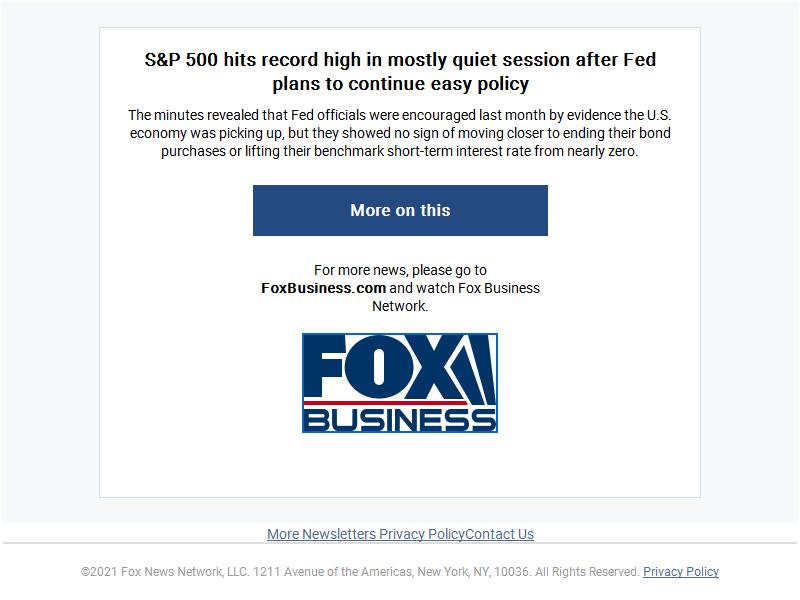 S&P 500 hits record high in mostly quiet session after Fed
plans to continue easy policy
The minutes revealed that Fed officials were encouraged last month by evidence the U.S.
economy was picking up, but they showed no sign of moving closer to ending their bond
purchases or lifting their benchmark short-term interest rate from nearly zero.
More on this
For more news, please go to
FoxBusiness.com and watch Fox Business
Network.
FOX
BUSINESS
More Newsletters Privacy PolicyContact Us
©2021 Fox News Network, LLC. 1211 Avenue of the Americas, New York, NY, 10036. All Rights Reserved. Privacy Policy